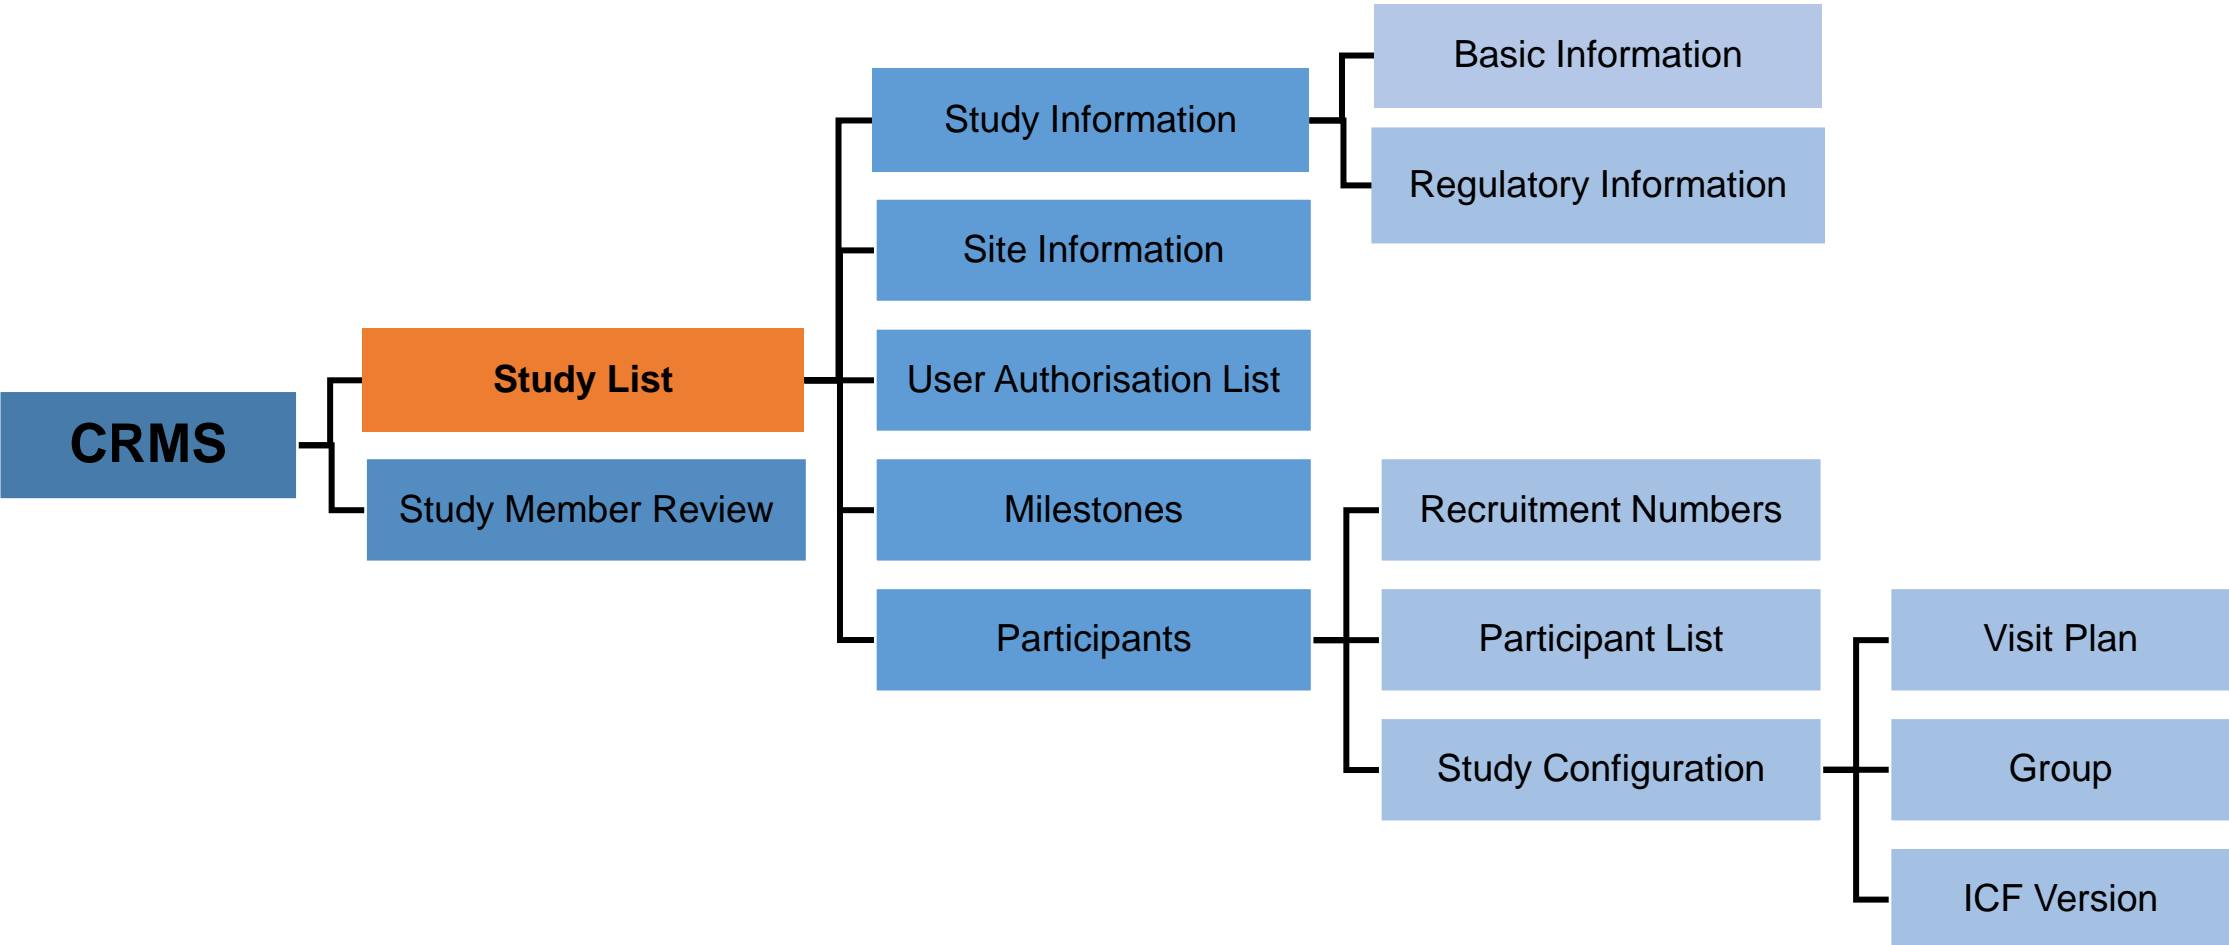 CRMS
Study List
Study Member Review
Study Information
Site Information
User Authorisation List
Milestones
Participants
Basic Information
Regulatory Information
Recruitment Numbers
Participant List
Study Configuration
Visit Plan
Group
ICF Version